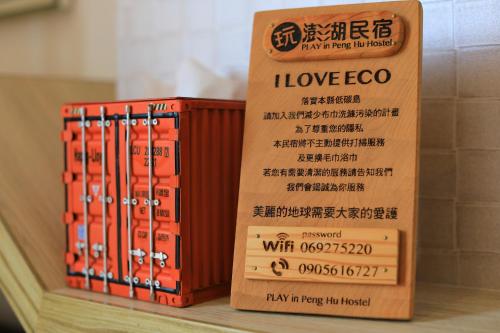 玩澎湖民宿
PLAY in Peng Hu Hostel
I LOVE ECO
落實本縣低碳島
請加入我們減少布巾洗滌污染的計畫
為了尊重您的隱私
本民宿將不主動提供打掃服務
及更換毛巾浴巾
若您有需要清潔的服務請告知我們
我們會竭誠為你服務
美麗的地球需要大家的愛護
password
WiFi 069275220
0905616727
PLAY in Peng Hu Hostel